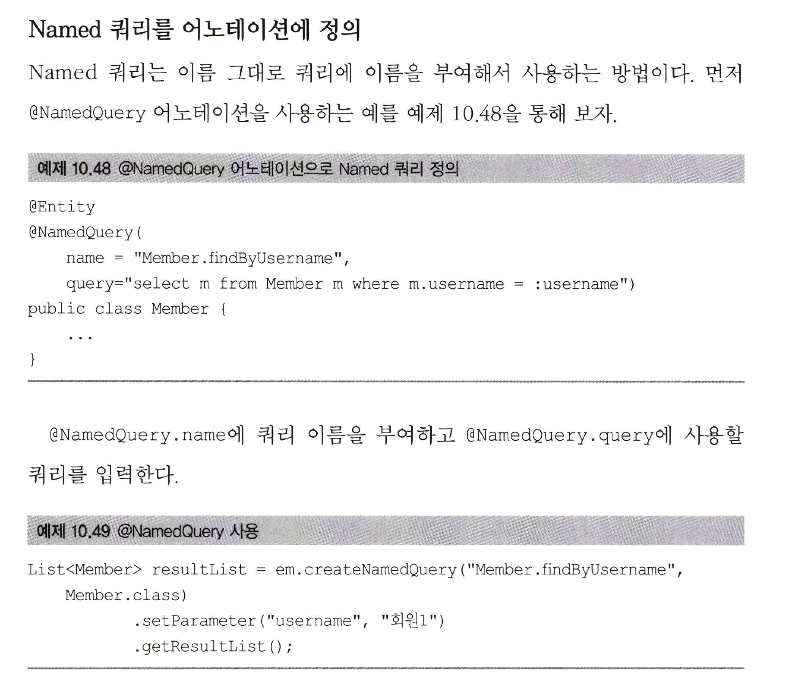 Named 쿼리를 어노테이션에 정의
Named 쿼리는 이름 그대로 쿼리에 이름을 부여해서 사용하는 방법이다. 먼저
@NamedQuery 어노테이션을 사용하는 예를 예제 10.48을 통해 보자.
예제 10.48 @NamedQuery 어노테이션으로 Named 쿼리 정의
@Entity
@NamedQuery(
    name = "Member.findByUsername",
    query="select m from Member m where m.username = :username")
public class Member {
    ...
}
@NamedQuery.name에 쿼리 이름을 부여하고 @NamedQuery.query에 사용할
쿼리를 입력한다.
예제 10.49 @NamedQuery 사용
List<Member> resultList = em.createNamedQuery("Member.findByUsername",
    Member.class)
        .setParameter("username", "회원1")
        .getResultList();